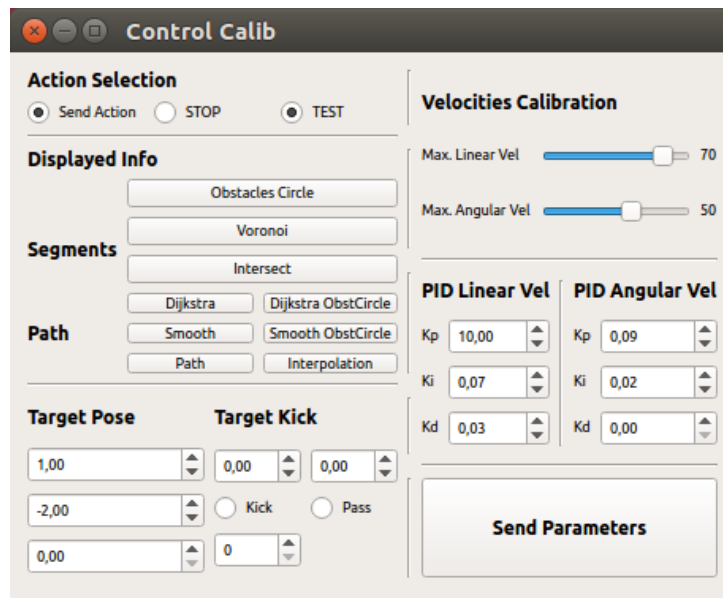 Control Calib
Action Selection
Send Action STOP TEST
Displayed Info
Segments
Obstacles Circle
Voronoi
Intersect
Path
Dijkstra Dijkstra ObstCircle
Smooth Smooth ObstCircle
Path Interpolation
Target Pose
1,00
-2,00
0,00
Target Kick
0,00 0,00
Kick Pass
0
Velocities Calibration
Max. Linear Vel 70
Max. Angular Vel 50
PID Linear Vel
Kp 10,00
Ki 0,07
Kd 0,03
PID Angular Vel
Kp 0,09
Ki 0,02
Kd 0,00
Send Parameters